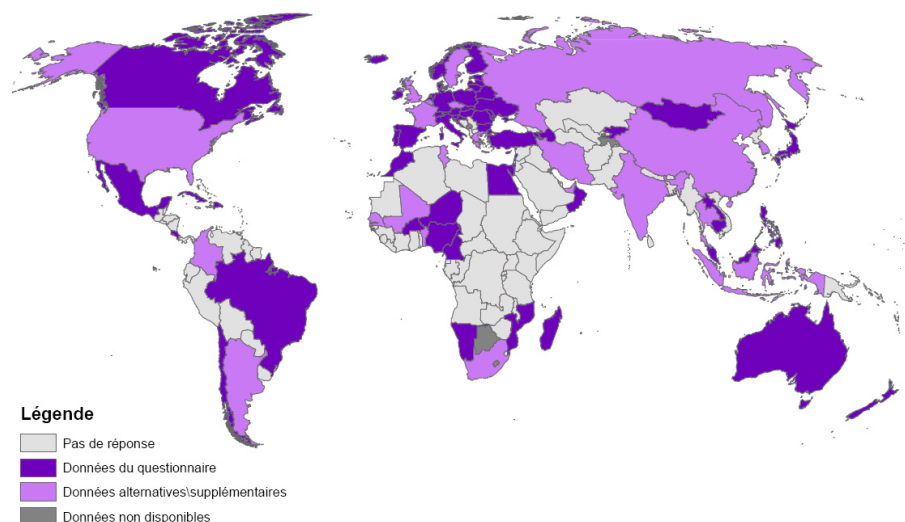 Légende
Pas de réponse
Données du questionnaire
Données alternatives\supplémentaires
Données non disponibles